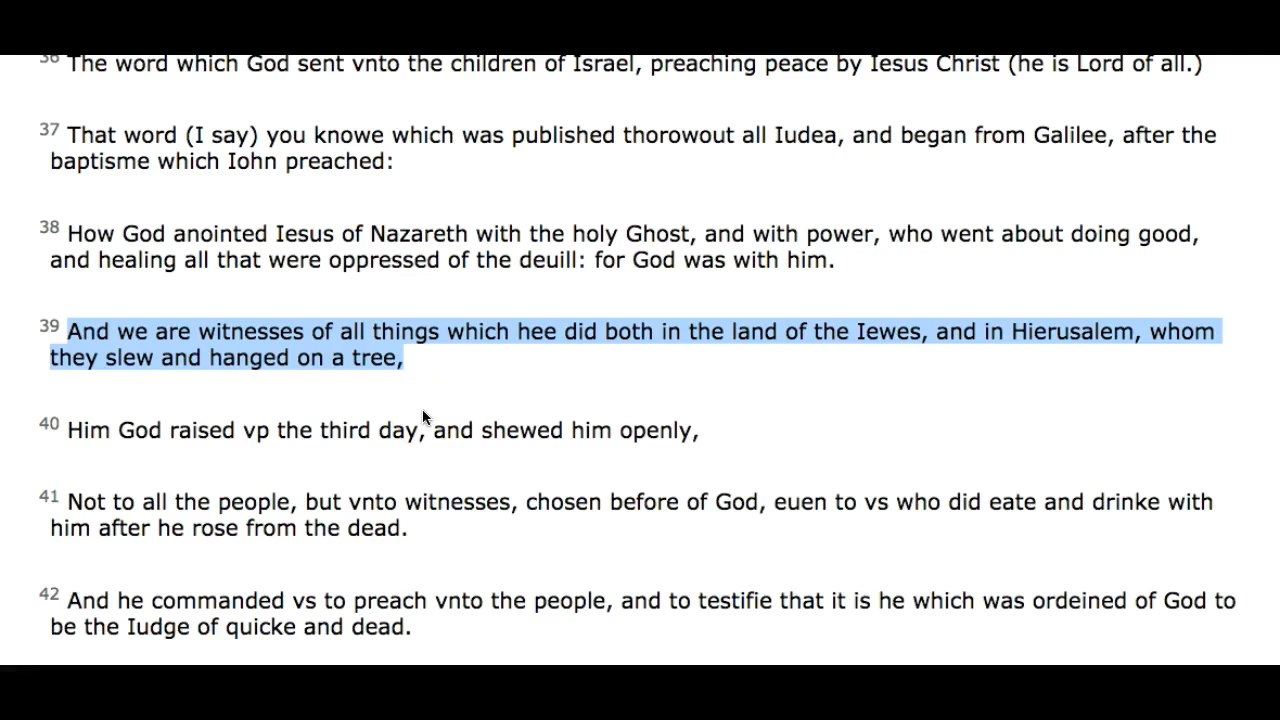 36 The word which God sent vnto the children of Israel, preaching peace by Iesus Christ (he is Lord of all.)
37 That word (I say) you knowe which was published thorowout all Iudea, and began from Galilee, after the
baptisme which Iohn preached:
38 How God anointed Iesus of Nazareth with the holy Ghost, and with power, who went about doing good,
and healing all that were oppressed of the deuill: for God was with him.
39 And we are witnesses of all things which hee did both in the land of the Iewes, and in Hierusalem, whom
they slew and hanged on a tree,
40 Him God raised vp the third day, and shewed him openly,
41 Not to all the people, but vnto witnesses, chosen before of God, euen to vs who did eate and drinke with
him after he rose from the dead.
42 And he commanded vs to preach vnto the people, and to testifie that it is he which was ordeined of God to
be the Iudge of quicke and dead.